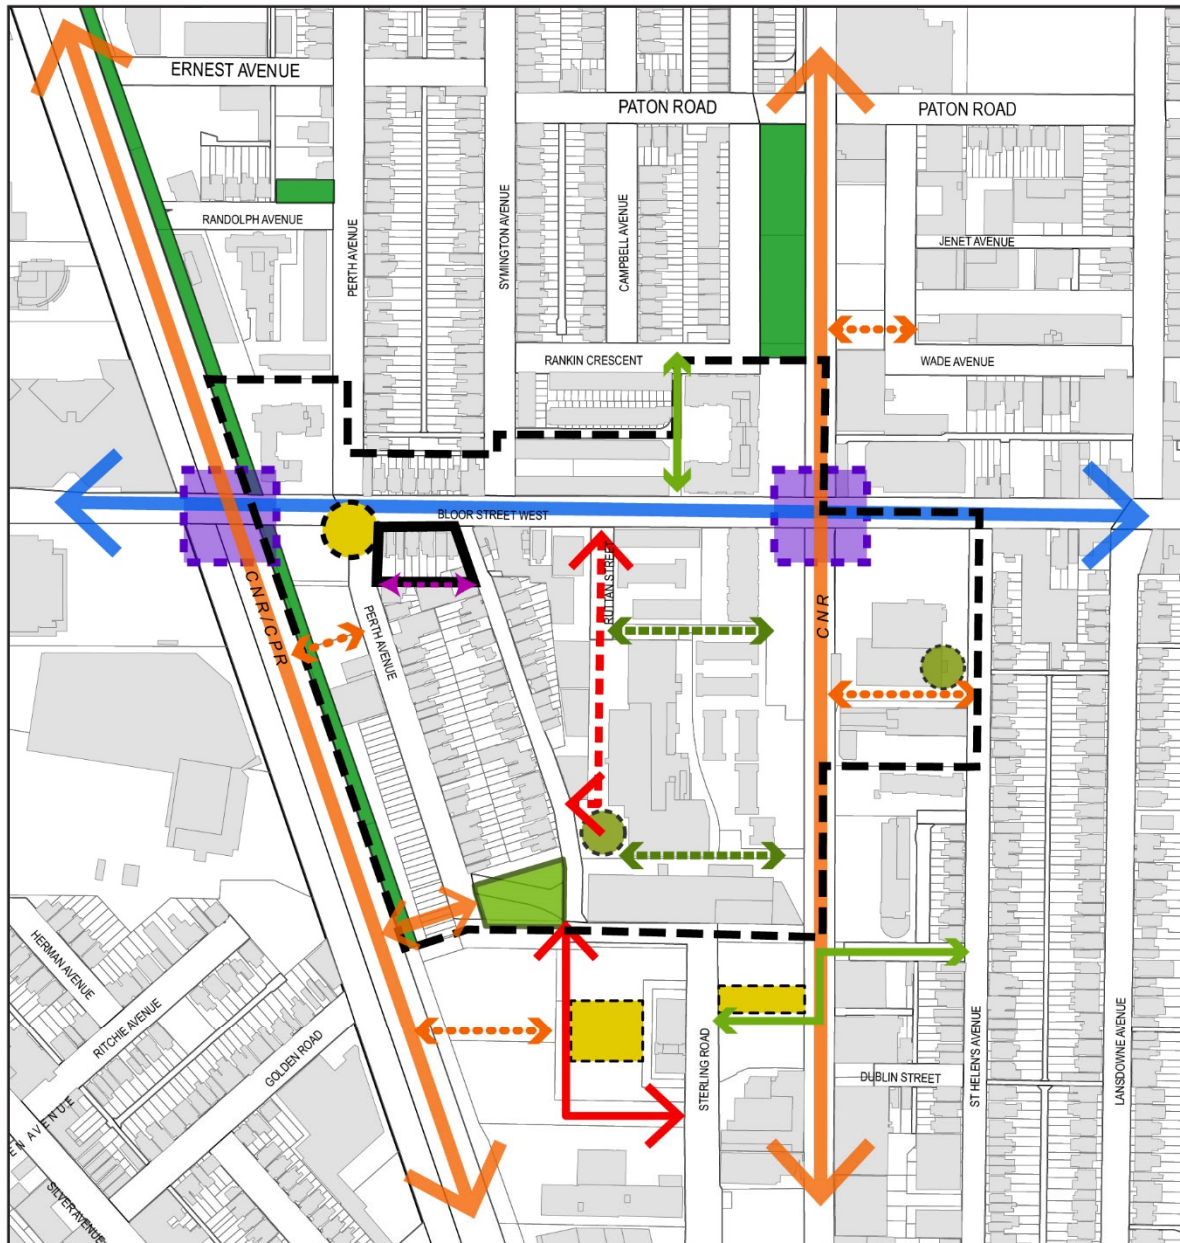 ERNEST AVENUE
PATON ROAD
PATON ROAD
RANDOLPH AVENUE
PERTH AVENUE
SYMINGTON AVENUE
CAMPBELL AVENUE
JENET AVENUE
RANKIN CRESCENT
WADE AVENUE
BLOOR STREET WEST
RUTTAN STREET
CNR/CPR
CNR
PERTH AVENUE
HERMAN AVENUE
RITCHIE AVENUE
GOLDEN ROAD
STERLING ROAD
DUBLIN STREET
ST HELEN'S AVENUE
LANSDOWNE AVENUE
EN AVENUE
SILVER AVENUE